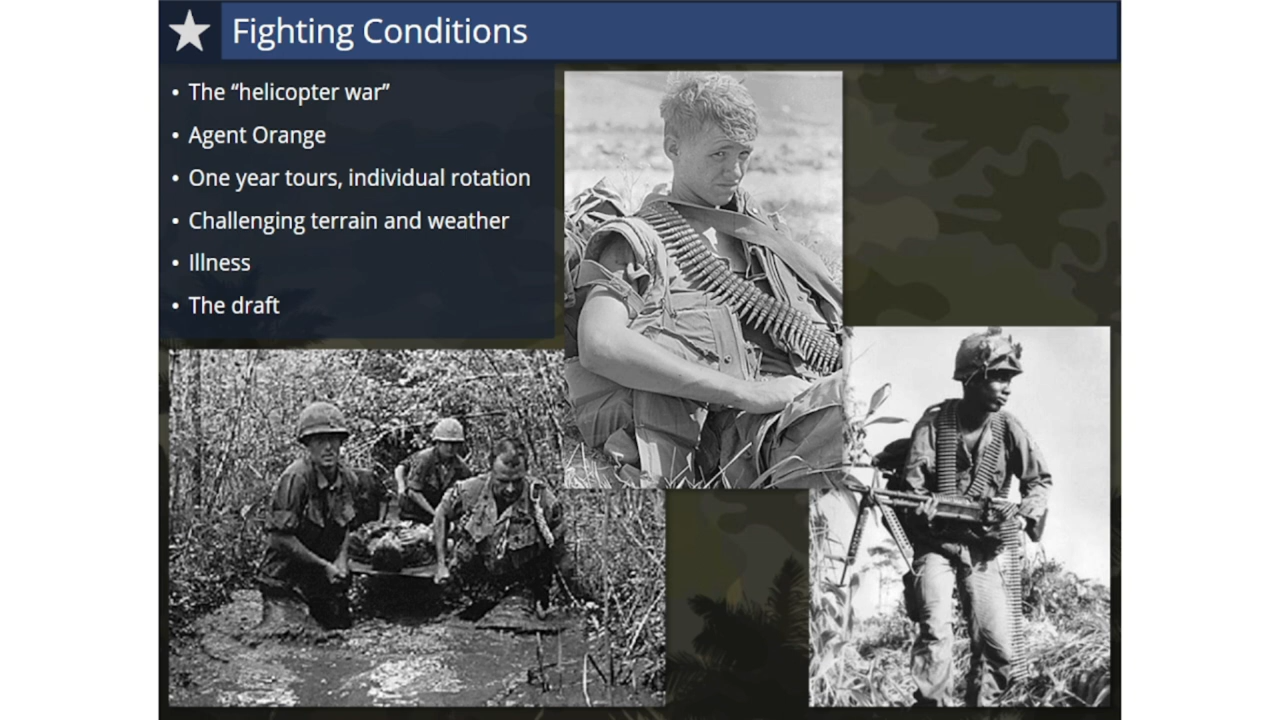 Fighting Conditions
• The “helicopter war”
• Agent Orange
• One year tours, individual rotation
• Challenging terrain and weather
• Illness
• The draft